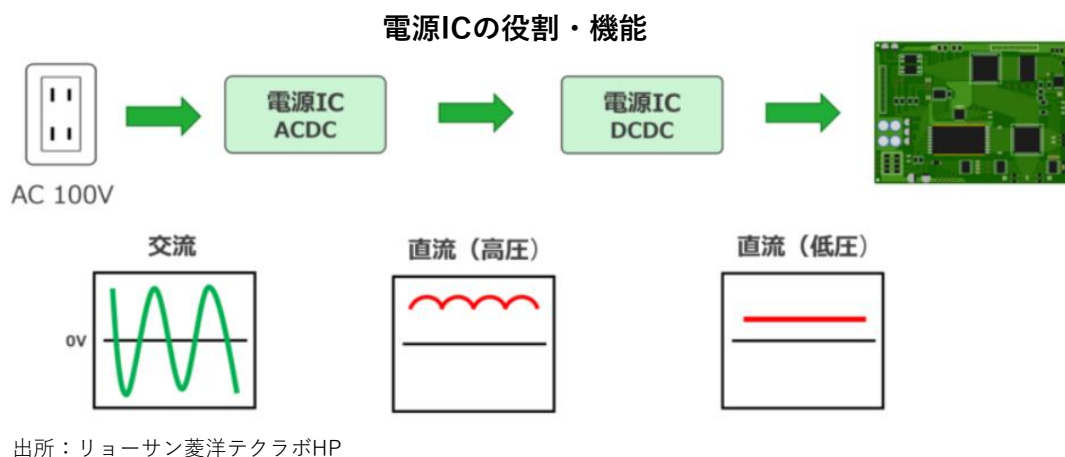 電源ICの役割・機能
電源IC
ACDC
電源IC
DCDC
AC 100V
交流
直流（高圧）
直流（低圧）
0V
出所：リョーサン菱洋テクラボHP